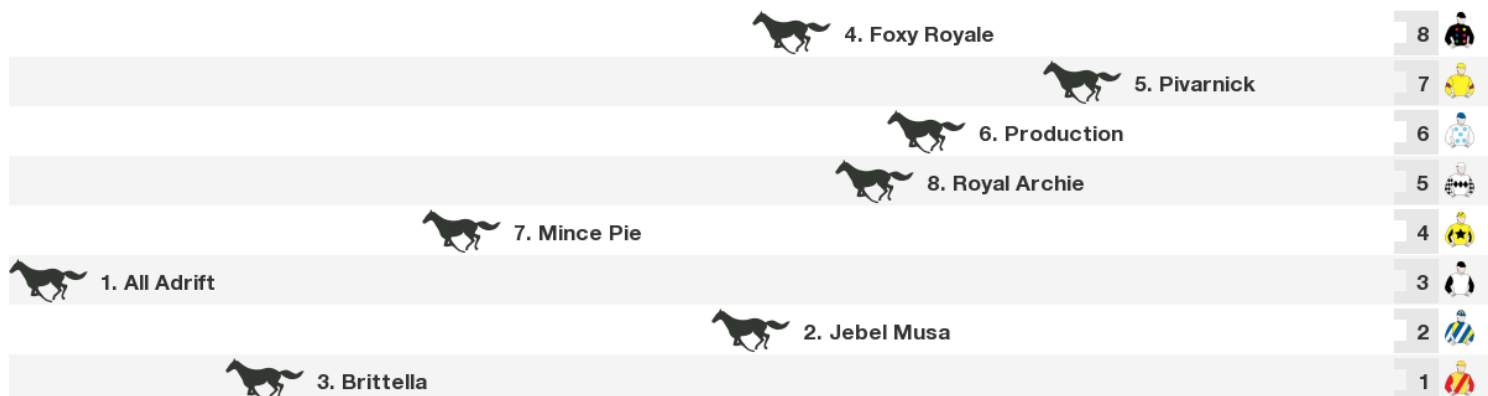 4. Foxy Royale 8
5. Pivarnick 7
6. Production 6
8. Royal Archie 5
7. Mince Pie 4
1. All Adrift 3
2. Jebel Musa 2
3. Brittella 1